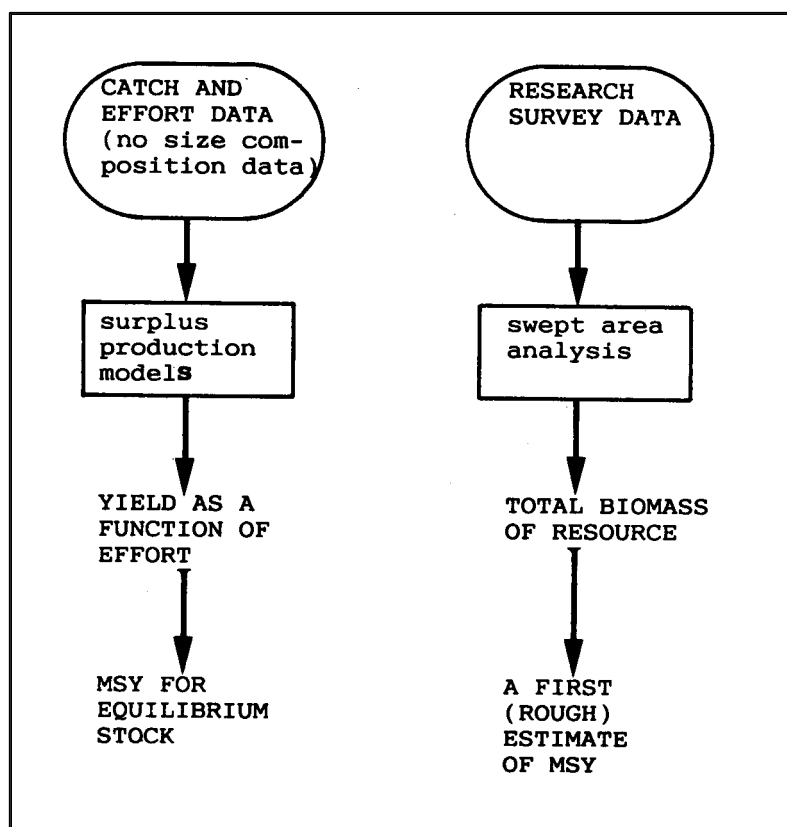 CATCH AND
EFFORT DATA
(no size com-
position data)
surplus
production
models
YIELD AS A
FUNCTION OF
EFFORT
MSY FOR
EQUILIBRIUM
STOCK
RESEARCH
SURVEY DATA
swept area
analysis
TOTAL BIOMASS
OF RESOURCE
A FIRST
(ROUGH)
ESTIMATE
OF MSY